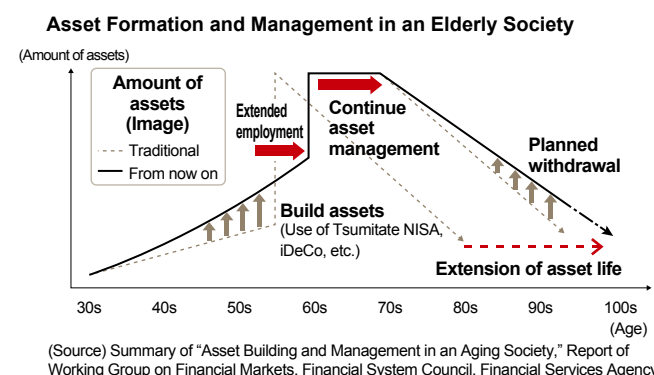 Asset Formation and Management in an Elderly Society
(Amount of assets)
Amount of
assets
(Image)
Traditional
From now on
Extended
employment
Continue
asset
management
Planned
withdrawal
Build assets
(Use of Tsumitate NISA,
iDeCo, etc.)
Extension of asset life
30s 40s 50s 60s 70s 80s 90s 100s
(Age)
(Source) Summary of “Asset Building and Management in an Aging Society,” Report of
Working Group on Financial Markets, Financial System Council, Financial Services Agency